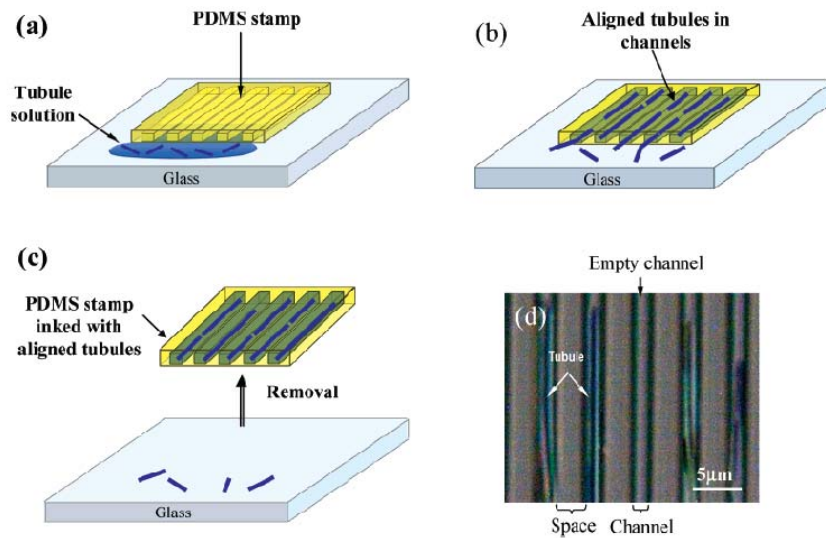 (a)
PDMS stamp
Tubule
solution
Glass
(b)
Aligned tubules in
channels
Glass
(c)
PDMS stamp
inked with
aligned tubules
Removal
Glass
Empty channel
(d)
Tubule
5μm
Space
Channel